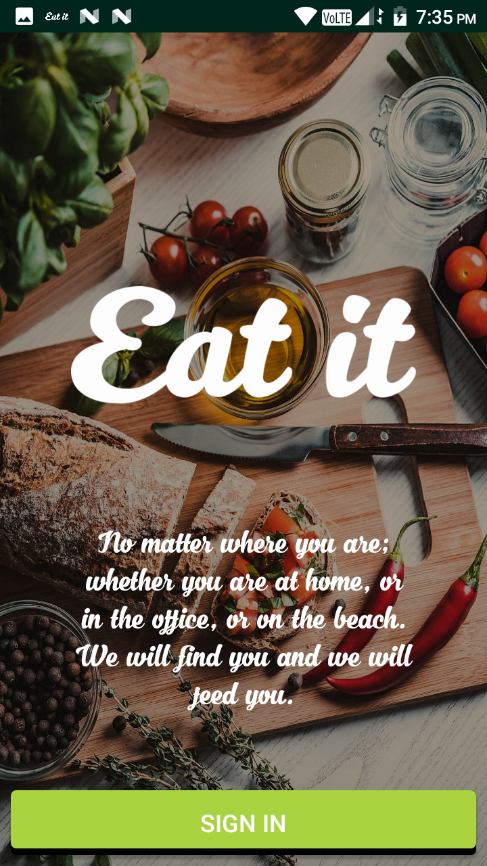 Eat it
VoLTE
7:35 PM
Eat it
No matter where you are;
whether you are at home, or
in the office, or on the beach.
We will find you and we will
feed you.
SIGN IN